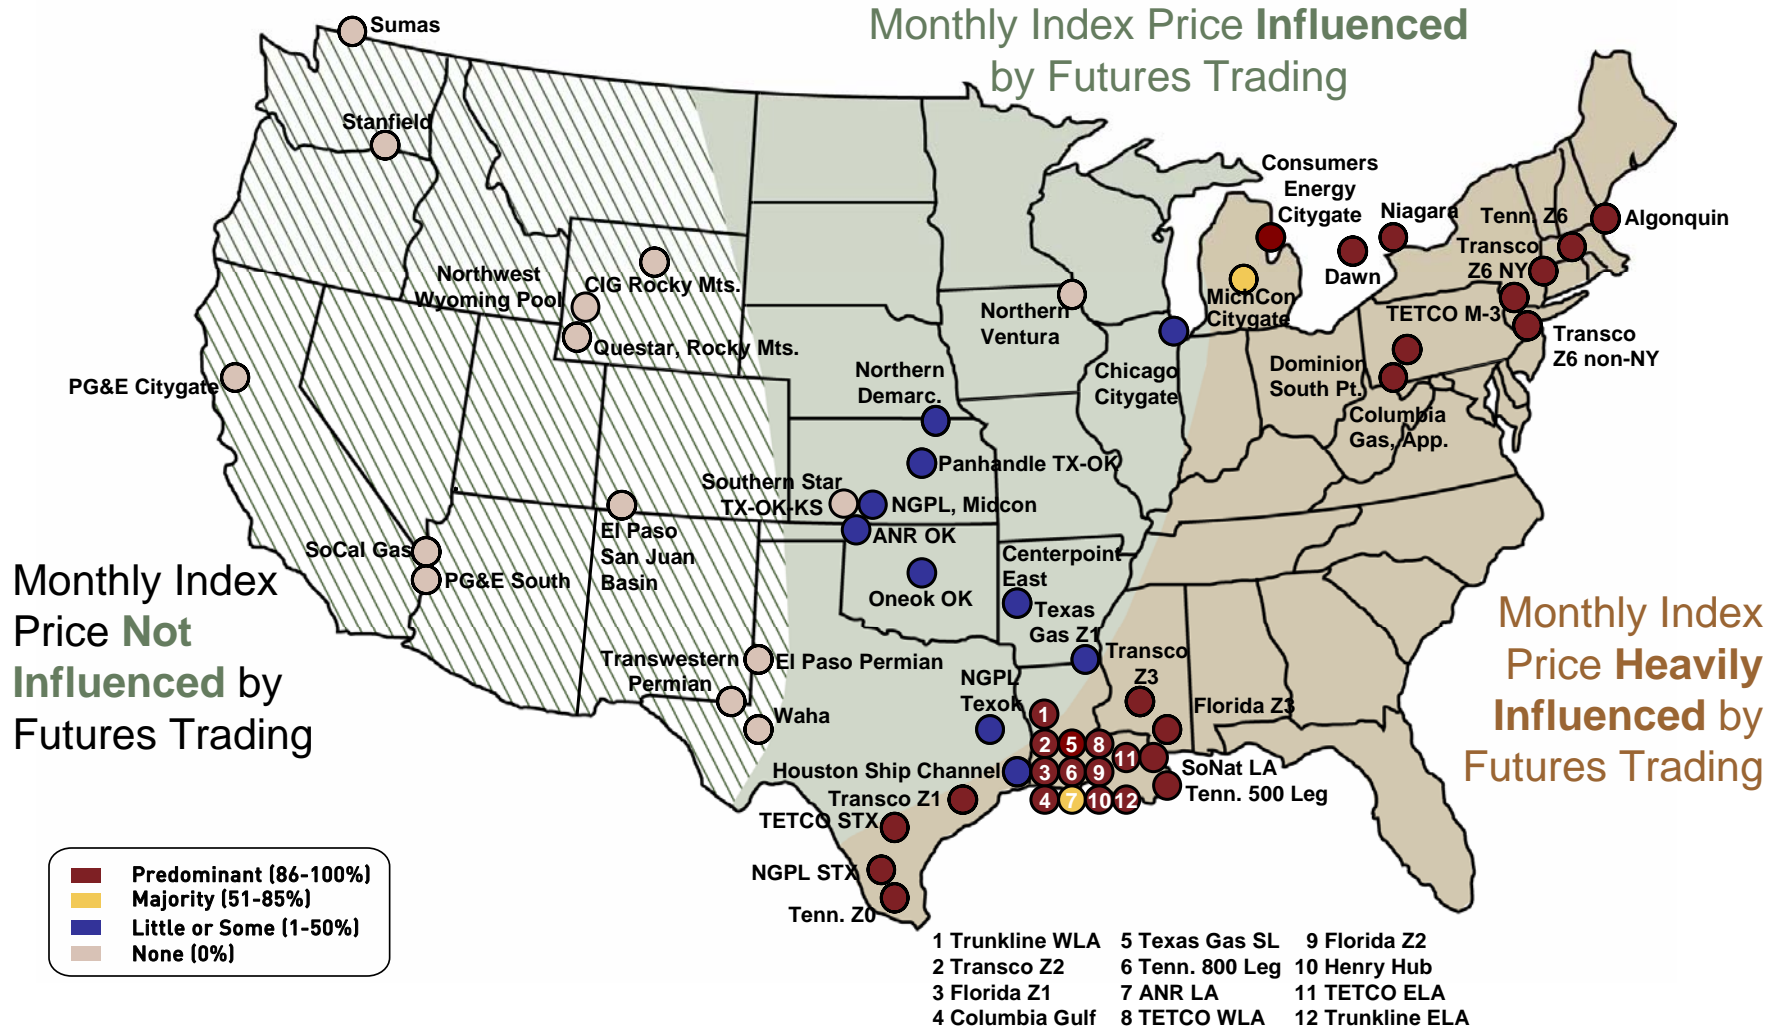 Monthly Index Price Influenced
by Futures Trading
Sumas
Stanfield
Consumers
Energy
Citygate
Niagara
Tenn. Z6
Algonquin
Transco
Z6 NY
Dawn
Northwest
Wyoming Pool
CIG Rocky Mts.
MichCon
Citygate
Northern
Ventura
TETCO M-3
Transco
Z6 non-NY
Questar, Rocky Mts.
PG&E Citygate
Northern
Demarc.
Chicago
Citygate
Dominion
South Pt.
Columbia
Gas, App.
Panhandle TX-OK
Southern Star
TX-OK-KS
NGPL, Midcon
ANR OK
El Paso
San Juan
Basin
SoCal Gas
PG&E South
Centerpoint
East
Oneok OK
Texas
Gas Z1
Monthly Index
Price Not
Influenced by
Futures Trading
Monthly Index
Price Heavily
Influenced by
Futures Trading
Transwestern
Permian
El Paso Permian
Waha
NGPL
Texok
Transco
Z3
Florida Z3
1
2 5 8
11
3 6 9
4 7 10 12
Houston Ship Channel
SoNat LA
Tenn. 500 Leg
Transco Z1
TETCO STX
NGPL STX
Tenn. Z0
Predominant (86-100%)
Majority (51-85%)
Little or Some (1-50%)
None (0%)
1 Trunkline WLA 5 Texas Gas SL 9 Florida Z2
2 Transco Z2 6 Tenn. 800 Leg 10 Henry Hub
3 Florida Z1 7 ANR LA 11 TETCO ELA
4 Columbia Gulf 8 TETCO WLA 12 Trunkline ELA